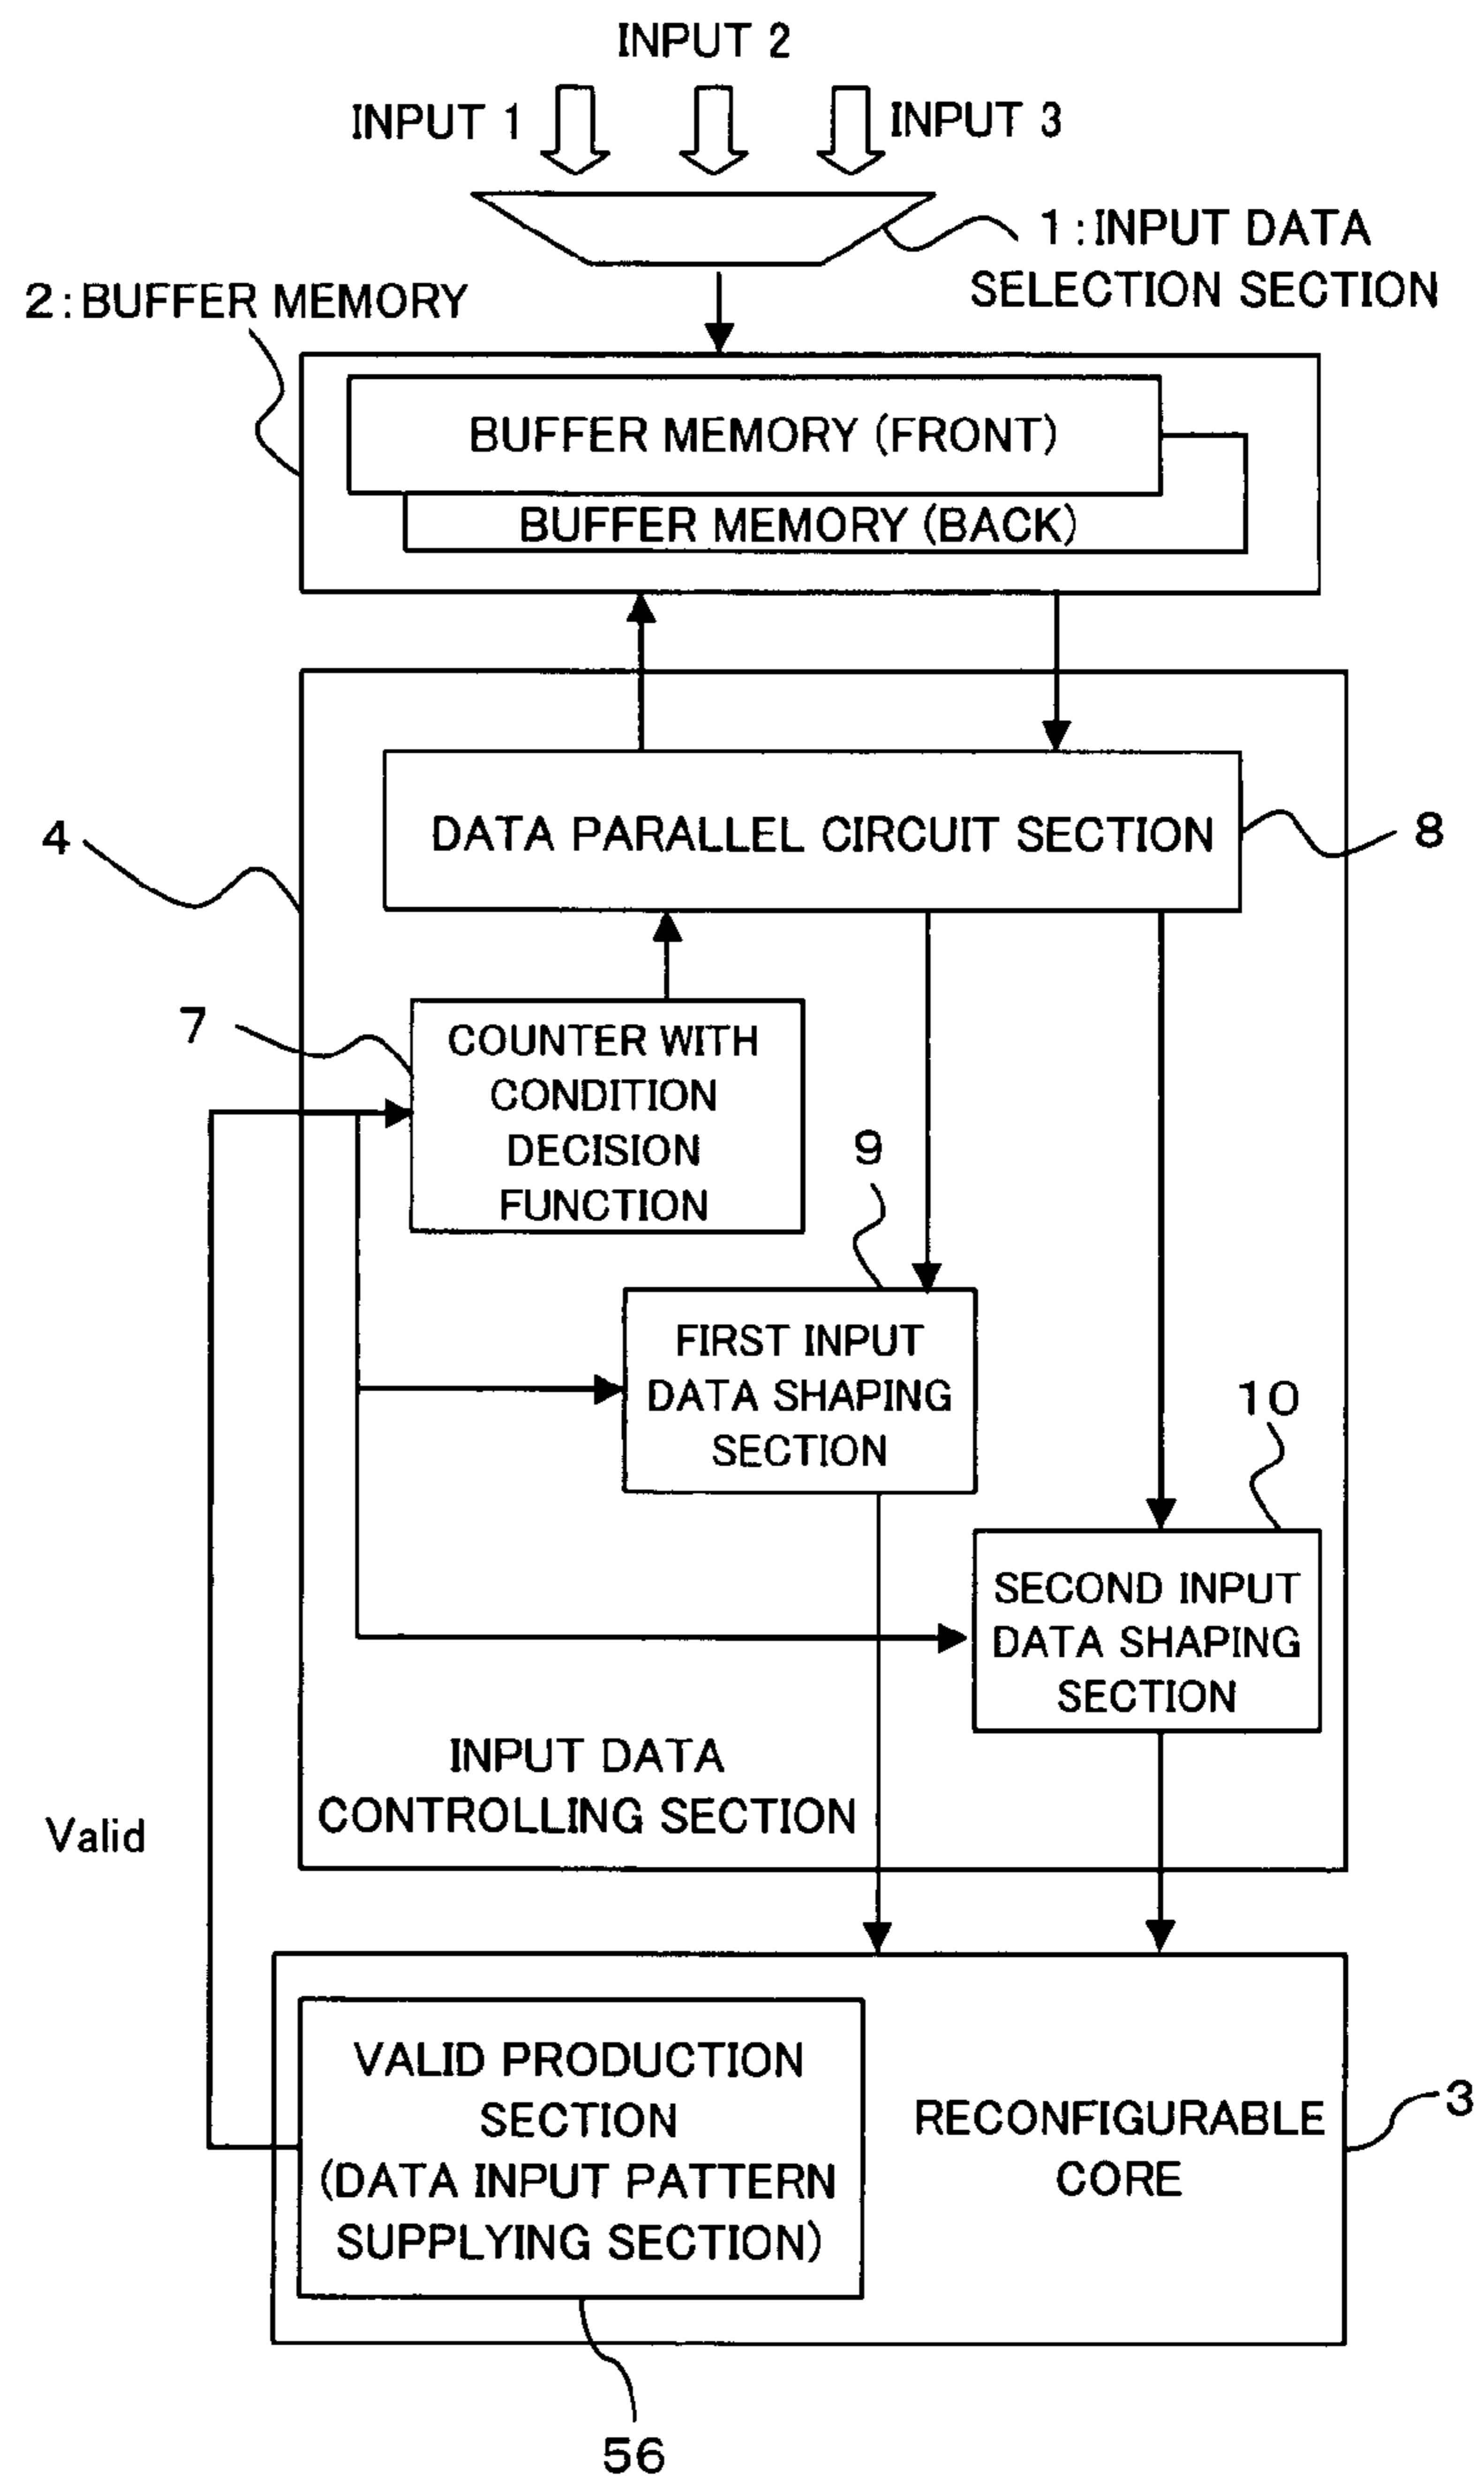 INPUT 2
INPUT 1
INPUT 3
1 : INPUT DATA
SELECTION SECTION
2 : BUFFER MEMORY
BUFFER MEMORY (FRONT)
BUFFER MEMORY (BACK)
4
DATA PARALLEL CIRCUIT SECTION
8
7
COUNTER WITH
CONDITION
DECISION
FUNCTION
9
FIRST INPUT
DATA SHAPING
SECTION
10
SECOND INPUT
DATA SHAPING
SECTION
INPUT DATA
CONTROLLING SECTION
Valid
VALID PRODUCTION
SECTION
(DATA INPUT PATTERN
SUPPLYING SECTION)
RECONFIGURABLE
CORE
3
56